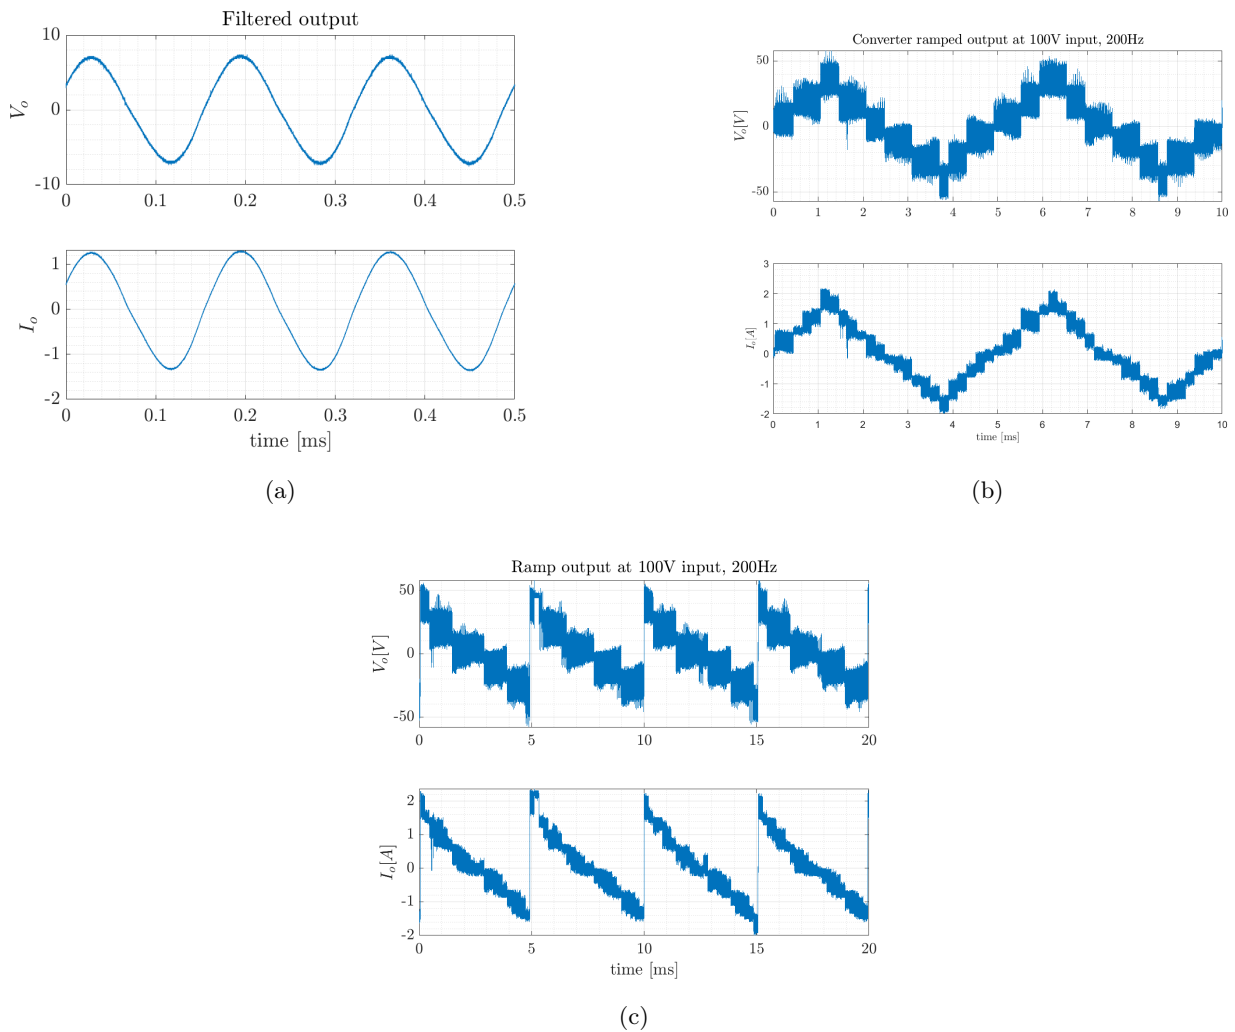 Filtered output
10
0
-10
V_o
0 0.1 0.2 0.3 0.4 0.5
1
0
-1
-2
I_o
0 0.1 0.2 0.3 0.4 0.5
time [ms]
(a)
Converter ramped output at 100V input, 200Hz
50
0
-50
V_o[V]
0 1 2 3 4 5 6 7 8 9 10
3
2
1
0
-1
-2
I_o[A]
0 1 2 3 4 5 6 7 8 9 10
time [ms]
(b)
Ramp output at 100V input, 200Hz
50
0
-50
V_o[V]
0 5 10 15 20
2
1
0
-1
-2
I_o[A]
0 5 10 15 20
time [ms]
(c)